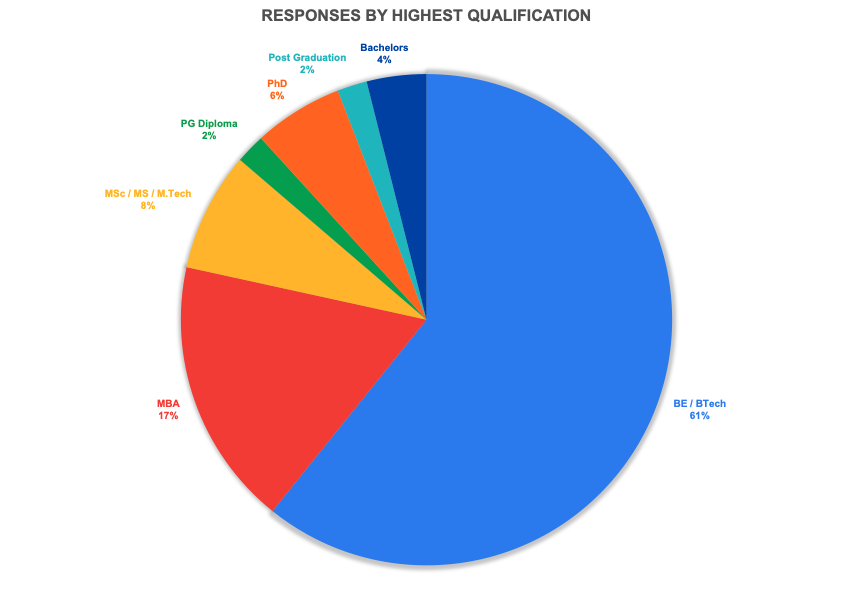 RESPONSES BY HIGHEST QUALIFICATION
Bachelors
4%
Post Graduation
2%
PhD
6%
PG Diploma
2%
MSc / MS / M.Tech
8%
MBA
17%
BE / BTech
61%